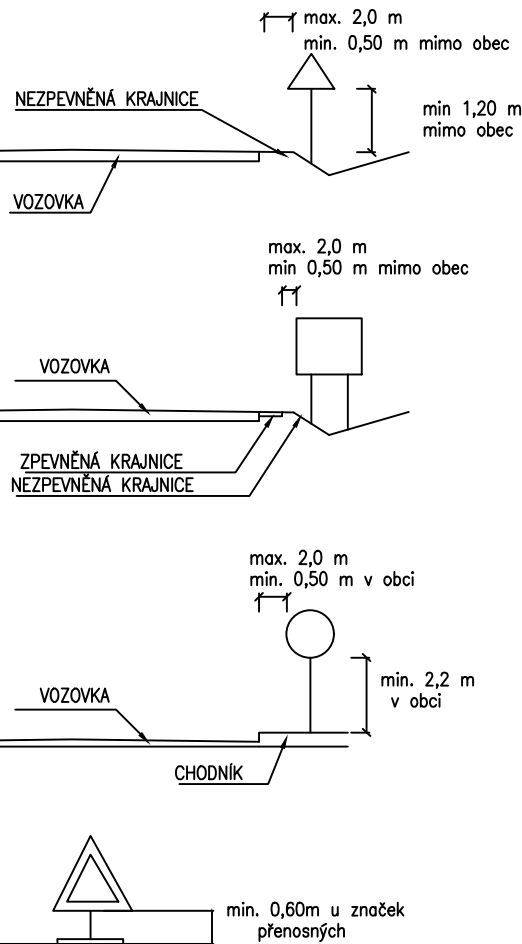 max. 2,0 m
min. 0,50 m mimo obec
NEZPEVNĚNÁ KRAJNICE
min 1,20 m
mimo obec
VOZOVKA
max. 2,0 m
min 0,50 m mimo obec
VOZOVKA
ZPEVNĚNÁ KRAJNICE
NEZPEVNĚNÁ KRAJNICE
max. 2,0 m
min. 0,50 m v obci
min. 2,2 m
v obci
VOZOVKA
CHODNÍK
min. 0,60m u značek
přenosných